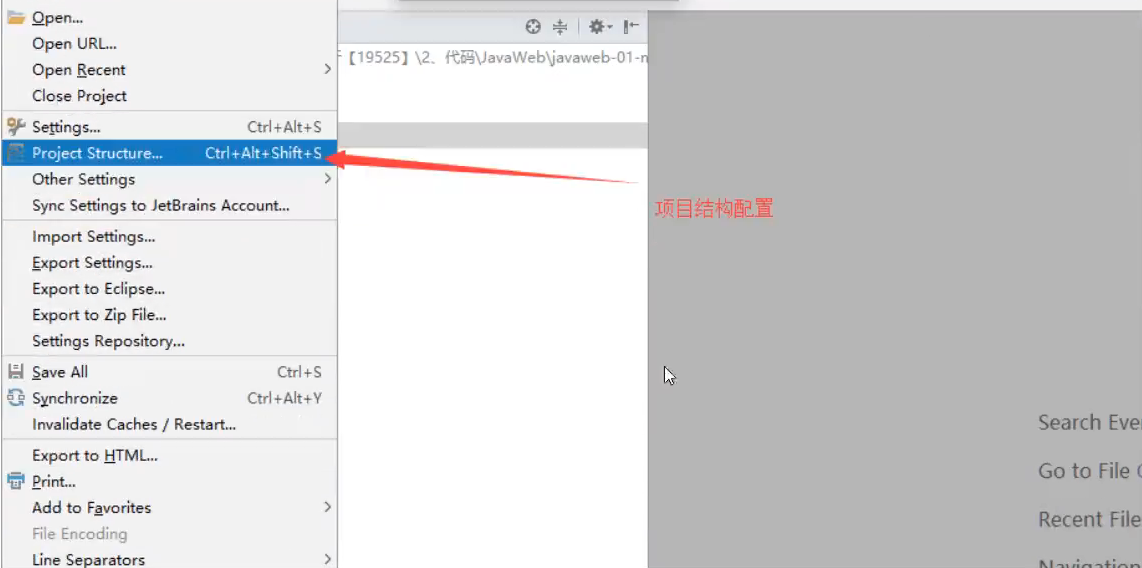 Open...
Open URL...
Open Recent
Close Project
Settings... Ctrl+Alt+S
Project Structure... Ctrl+Alt+Shift+S
Other Settings
Sync Settings to JetBrains Account...
Import Settings...
Export Settings...
Export to Eclipse...
Export to Zip File...
Settings Repository...
Save All Ctrl+S
Synchronize Ctrl+Alt+Y
Invalidate Caches / Restart...
Export to HTML...
Print...
Add to Favorites
File Encoding
Line Separators
【19525】\2、代码\JavaWeb\javaweb-01-
项目结构配置
Search
Go to File
Recent File
Navigation